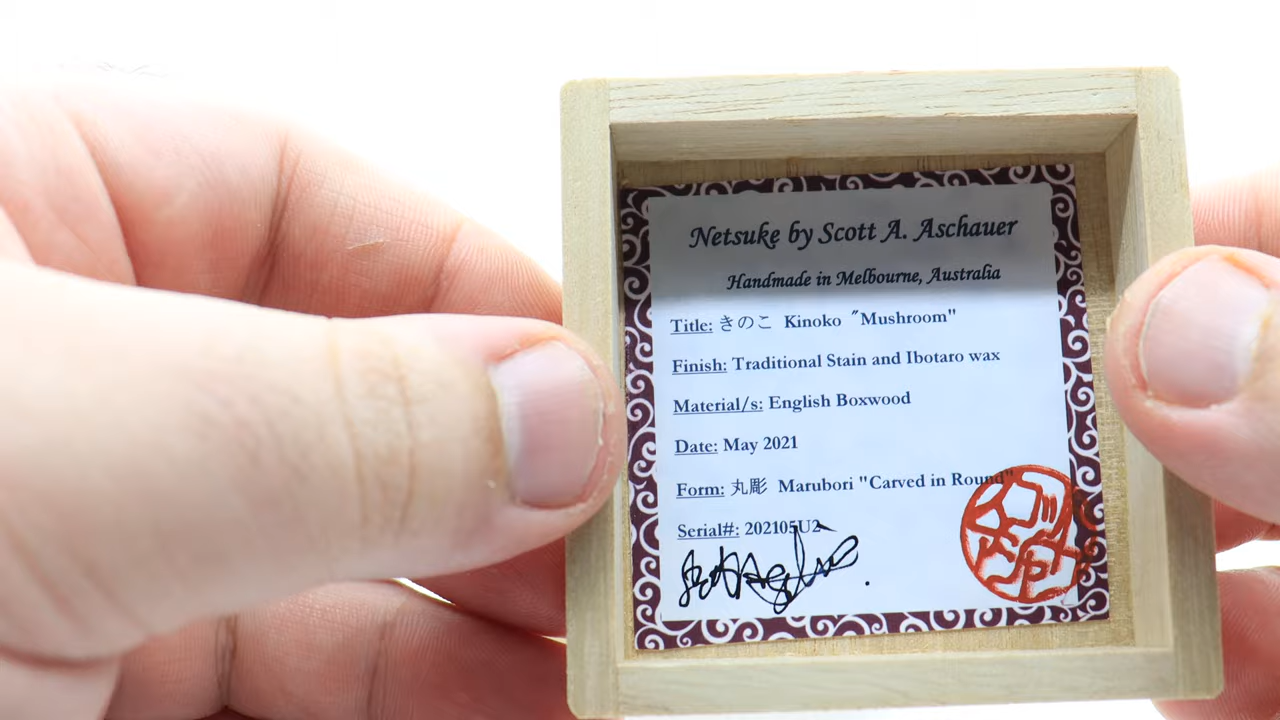 Netsuke by Scott A. Aschauer
Handmade in Melbourne, Australia
Title: きのこ Kinoko "Mushroom"
Finish: Traditional Stain and Ibotaro wax
Material/s: English Boxwood
Date: May 2021
Form: 丸彫 Marubori "Carved in Round"
Serial#: 202105U2